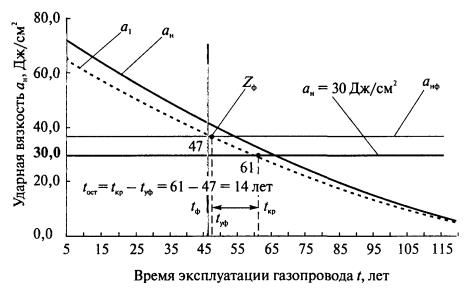 Ударная вязкость aн, Дж/см²
80,0
60,0
40,0
30,0
20,0
0,0
a₁
aн
Zф
aн = 30 Дж/см²
aнф
47
61
tост = tкр – tуф = 61 – 47 = 14 лет
tф
tуф
tкр
5 15 25 35 45 55 65 75 85 95 105 115
Время эксплуатации газопровода t, лет